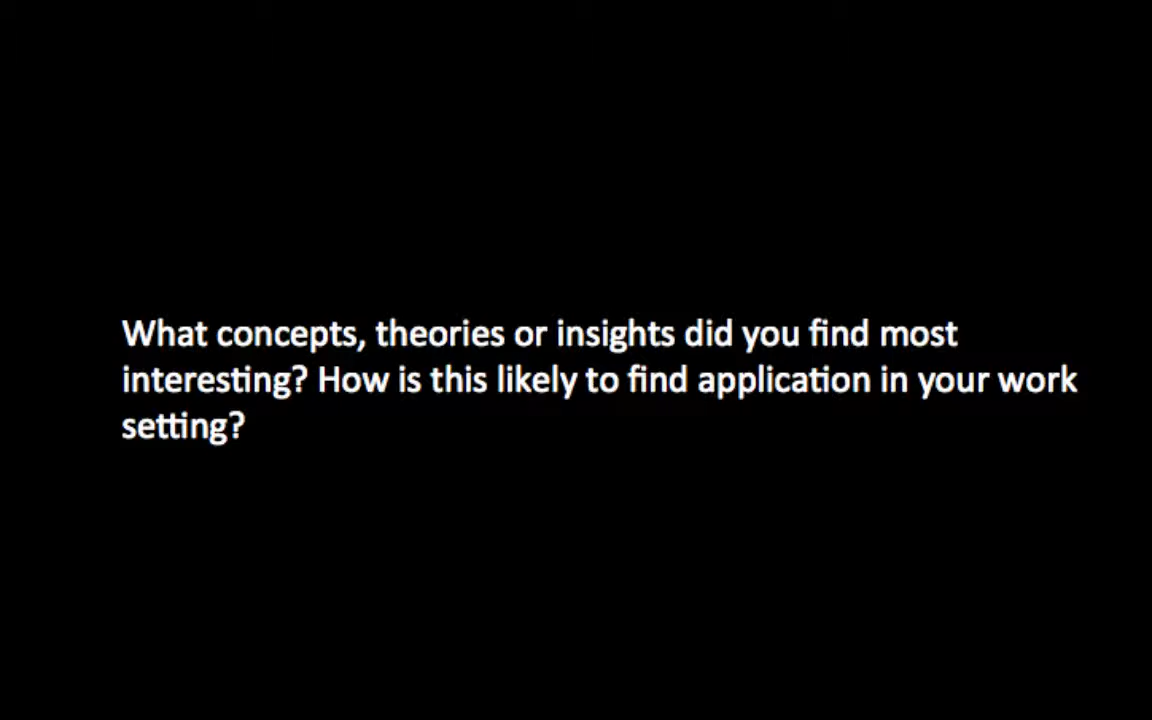 What concepts, theories or insights did you find most
interesting? How is this likely to find application in your work
setting?